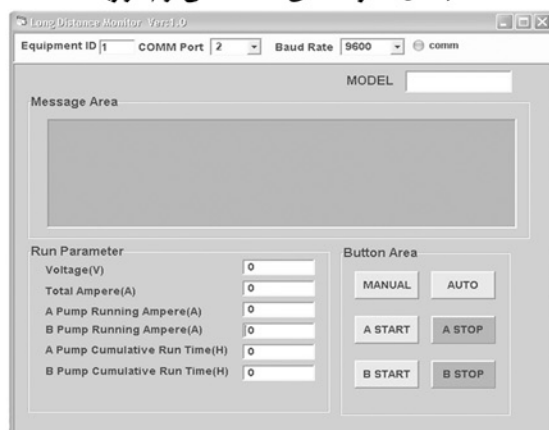 Long Distance Monitor Ver:1.0
Equipment ID 1 COMM Port 2 Baud Rate 9600 comm
MODEL
Message Area
Run Parameter
Voltage(V) 0
Total Ampere(A) 0
A Pump Running Ampere(A) 0
B Pump Running Ampere(A) 0
A Pump Cumulative Run Time(H) 0
B Pump Cumulative Run Time(H) 0
Button Area
MANUAL AUTO
A START A STOP
B START B STOP